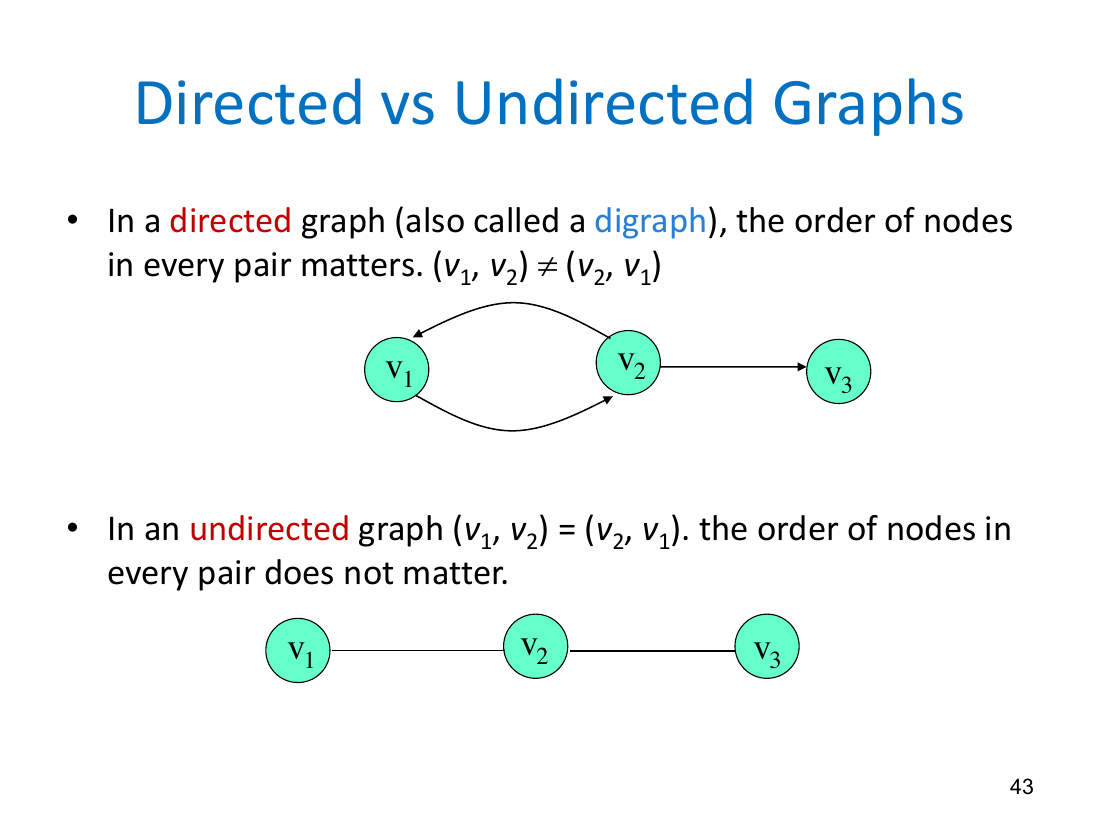 Directed vs Undirected Graphs
• In a directed graph (also called a digraph), the order of nodes
in every pair matters. (v₁, v₂) ≠ (v₂, v₁)
v₁ v₂ v₃
• In an undirected graph (v₁, v₂) = (v₂, v₁). the order of nodes in
every pair does not matter.
v₁ v₂ v₃
43